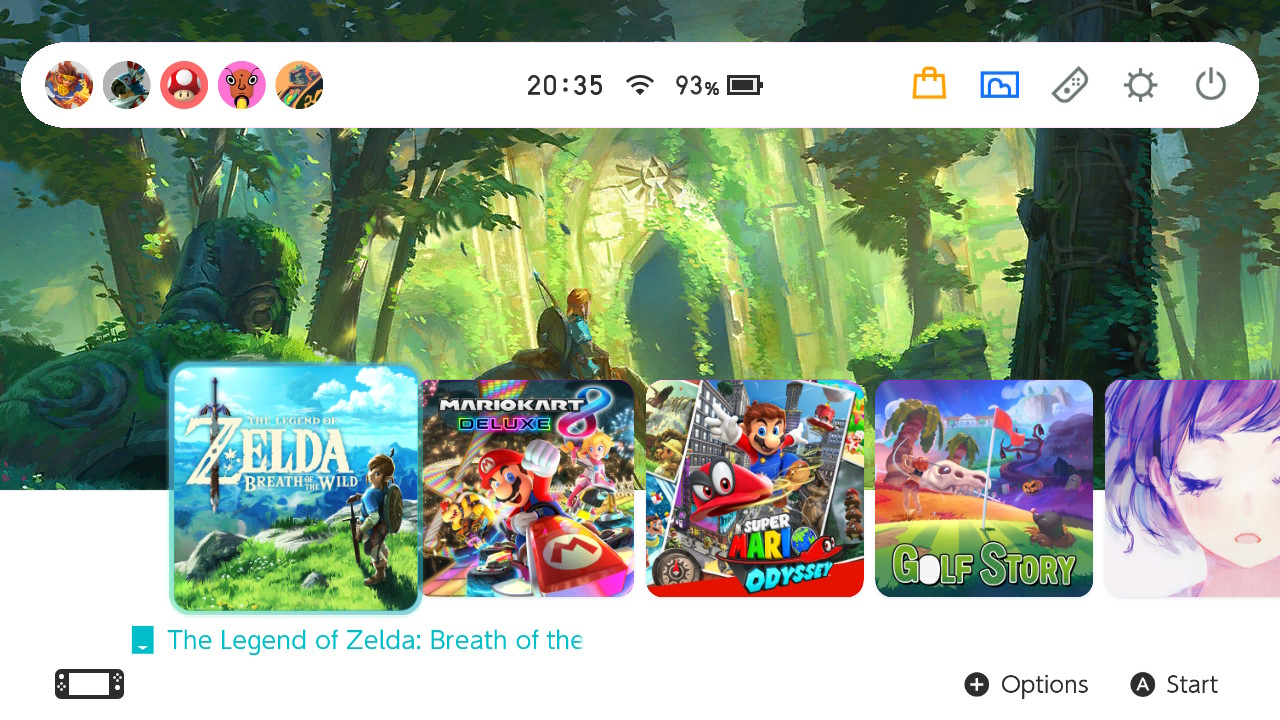 20:35 93%
THE LEGEND OF
ZELDA
BREATH OF THE WILD
MARIOKART 8
DELUXE
SUPER
MARIO
ODYSSEY
GOLF STORY
The Legend of Zelda: Breath of the
+ Options A Start